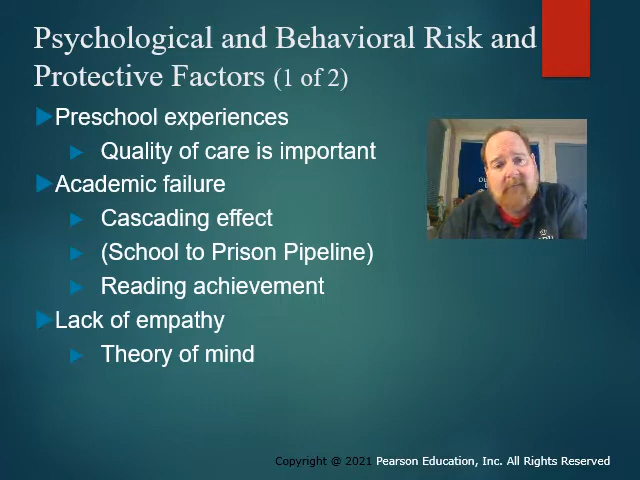 Psychological and Behavioral Risk and
Protective Factors (1 of 2)
Preschool experiences
Quality of care is important
Academic failure
Cascading effect
(School to Prison Pipeline)
Reading achievement
Lack of empathy
Theory of mind
Copyright @ 2021 Pearson Education, Inc. All Rights Reserved